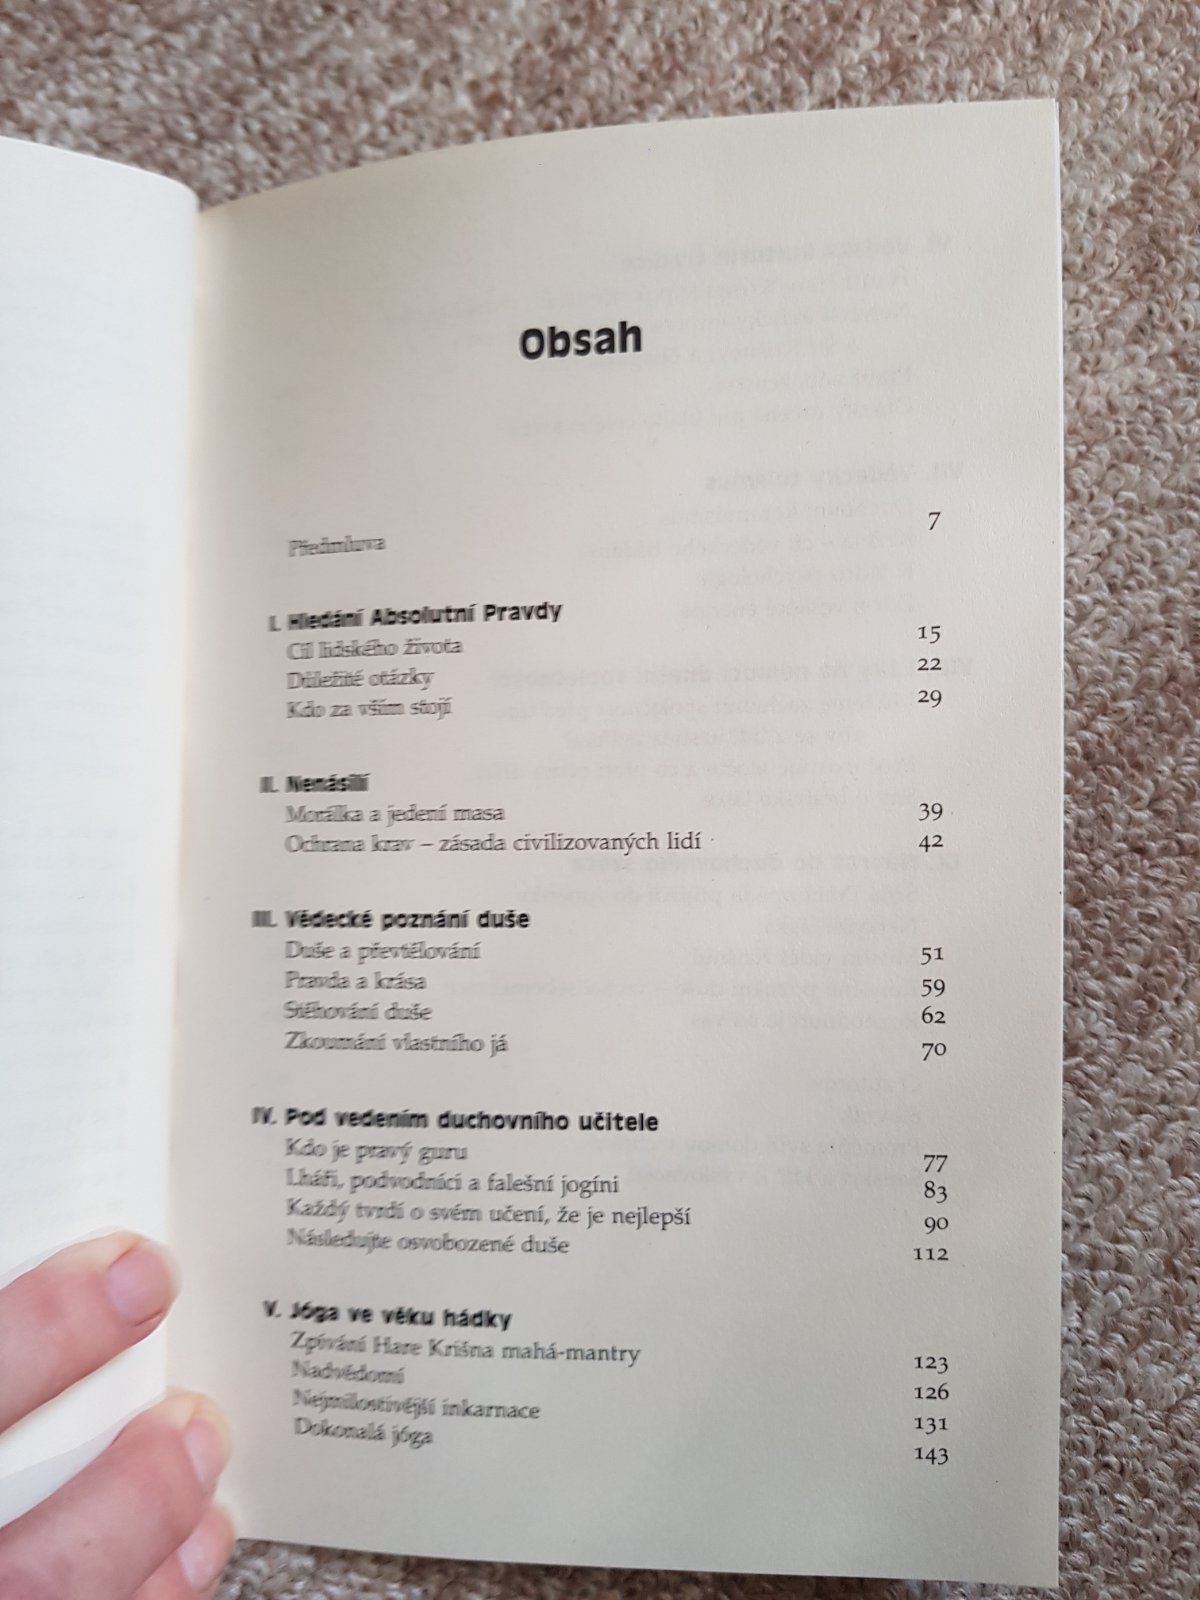 Obsah
Předmluva 7
I. Hledání Absolutní Pravdy
Cíl lidského života 15
Důležité otázky 22
Kdo za vším stojí 29
II. Nenásilí
Morálka a jedení masa 39
Ochrana krav – zásada civilizovaných lidí 42
III. Vědecké poznání duše
Duše a převtělování 51
Pravda a krása 59
Stěhování duše 62
Zkoumání vlastního já 70
IV. Pod vedením duchovního učitele
Kdo je pravý guru 77
Lháři, podvodníci a falešní jogíni 83
Každý tvrdí o svém učení, že je nejlepší 90
Následujte osvobozené duše 112
V. Jóga ve věku hádky
Zpívání Hare Krišna mahá-mantry 123
Nadvědomí 126
Nejmilostivější inkarnace 131
Dokonalá jóga 143